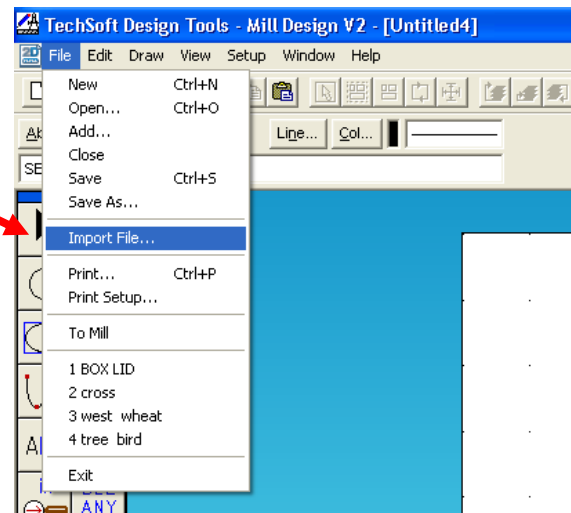 TechSoft Design Tools - Mill Design V2 - [Untitled4]
2D File Edit Draw View Setup Window Help
New Ctrl+N
Open... Ctrl+O
Add...
Close
Save Ctrl+S
Save As...
Import File...
Print... Ctrl+P
Print Setup...
To Mill
1 BOX LID
2 cross
3 west wheat
4 tree bird
Exit
Line... Col...
SE
ANY